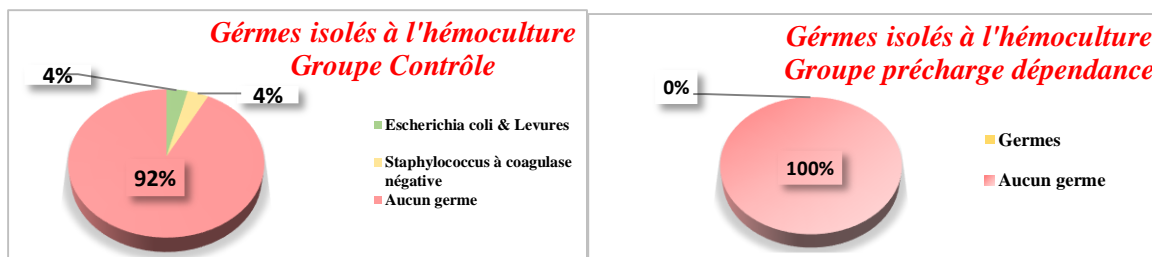 Gérmes isolés à l'hémoculture
Groupe Contrôle
4%
4%
92%
Escherichia coli & Levures
Staphylococcus à coagulase
négative
Aucun germe
Gérmes isolés à l'hémoculture
Groupe précharge dépendance
0%
100%
Germes
Aucun germe